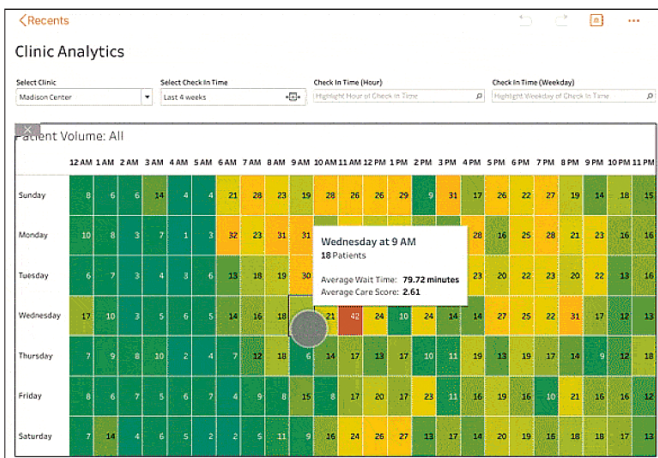 Recents
Clinic Analytics
Select Clinic Select Check In Time Check In Time (Hour) Check In Time (Weekday)
Madison Center Last 4 weeks Highlight Hour of Check In Time Highlight Weekday of Check In Time
Patient Volume: All
12 AM 1 AM 2 AM 3 AM 4 AM 5 AM 6 AM 7 AM 8 AM 9 AM 10 AM 11 AM 12 PM 1 PM 2 PM 3 PM 4 PM 5 PM 6 PM 7 PM 8 PM 9 PM 10 PM 11 PM
Sunday 8 6 6 14 4 4 21 28 23 19 28 26 26 29 9 31 17 26 22 27 19 14 18 15
Monday 10 8 3 7 1 3 32 23 31 31 28 16 25 28 21 23 16 16
Wednesday at 9 AM
18 Patients
Tuesday 6 7 3 4 3 6 13 18 19 30 23 20 22 23 20 22 13 16
Average Wait Time: 79.72 minutes
Average Care Score: 2.61
Wednesday 17 10 3 5 6 5 14 16 18 21 42 24 10 24 14 14 27 25 22 31 17 12 13
Thursday 7 9 8 10 2 4 7 12 18 6 14 17 13 17 10 11 19 13 19 17 14 9 12 18
Friday 8 6 7 5 6 7 4 9 8 15 8 17 20 17 23 11 16 19 16 10 21 16 16 12
Saturday 7 14 4 6 5 2 2 5 11 9 16 24 26 27 13 17 14 20 19 16 18 18 17 13